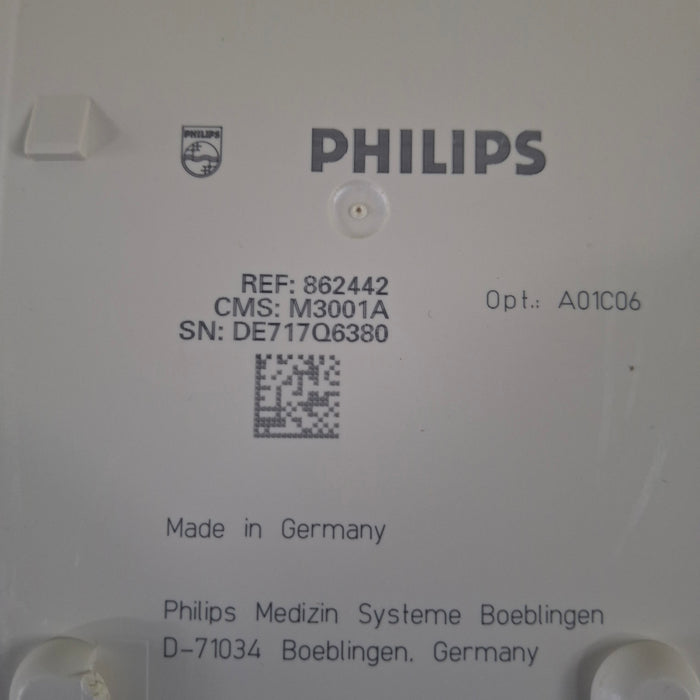 PHILIPS
PHILIPS
REF: 862442
CMS: M3001A
SN: DE717Q6380
Opt.: A01C06
Made in Germany
Philips Medizin Systeme Boeblingen
D-71034 Boeblingen. Germany